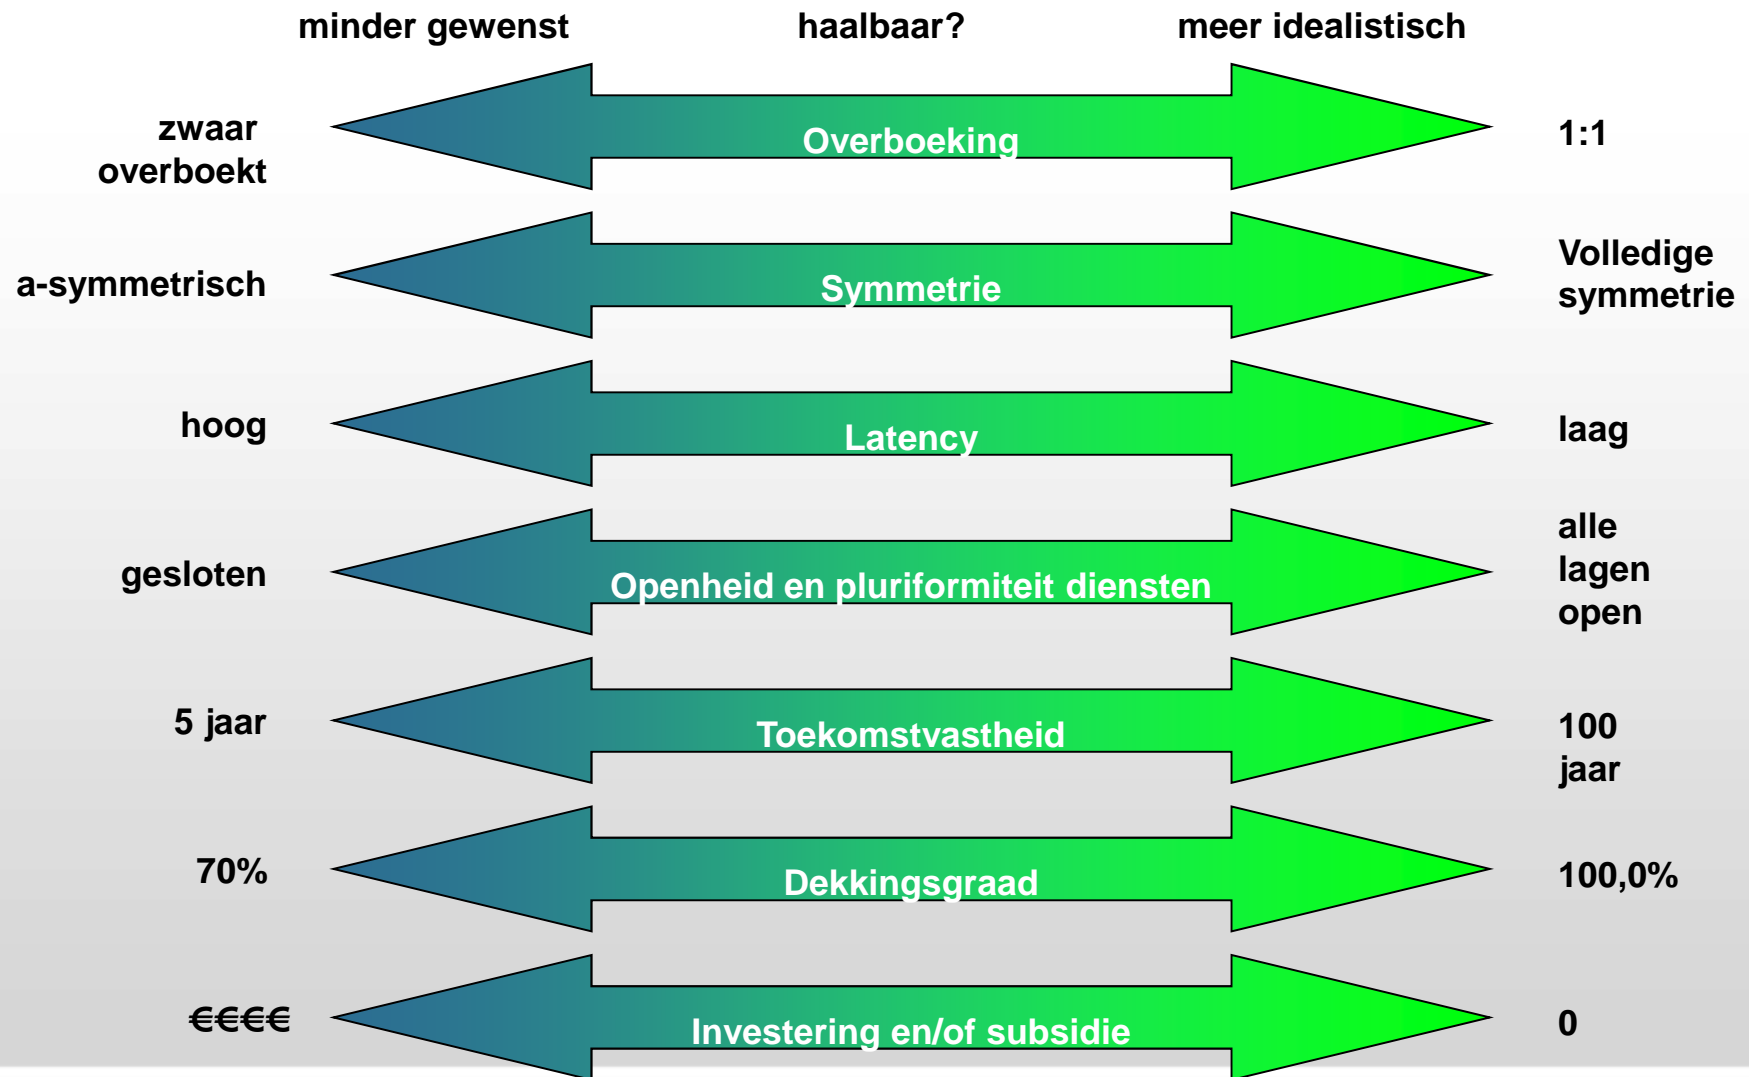 minder gewenst haalbaar? meer idealistisch
zwaar
overboekt
Overboeking
1:1
a-symmetrisch
Symmetrie
Volledige
symmetrie
hoog
Latency
laag
gesloten
Openheid en pluriformiteit diensten
alle
lagen
open
5 jaar
Toekomstvastheid
100
jaar
70%
Dekkingsgraad
100,0%
€€€€
Investering en/of subsidie
0